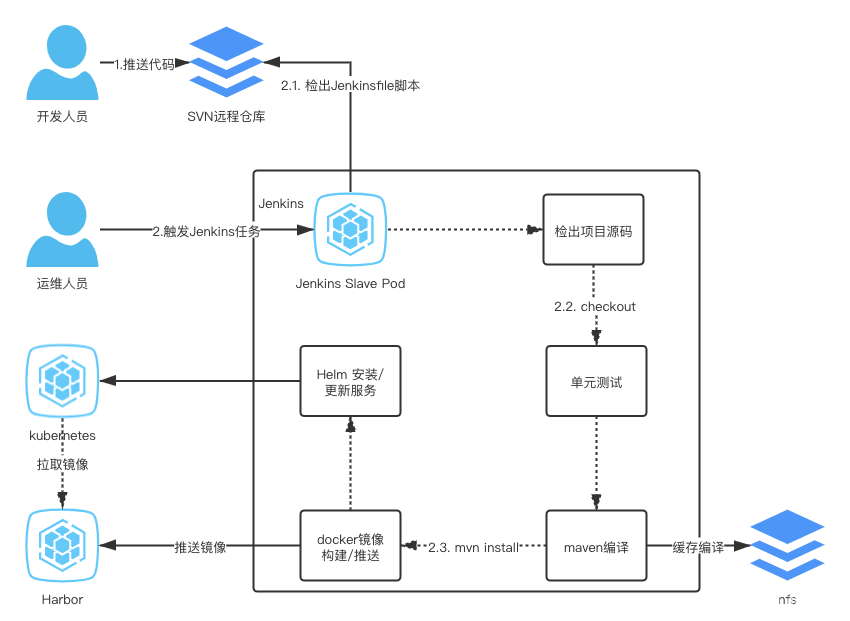 1.推送代码
2.1. 检出Jenkinsfile脚本
开发人员
SVN远程仓库
Jenkins
2.触发Jenkins任务
检出项目源码
运维人员
Jenkins Slave Pod
2.2. checkout
Helm 安装/
更新服务
单元测试
kubernetes
拉取镜像
推送镜像
docker镜像
构建/推送
2.3. mvn install
maven编译
缓存编译
Harbor
nfs